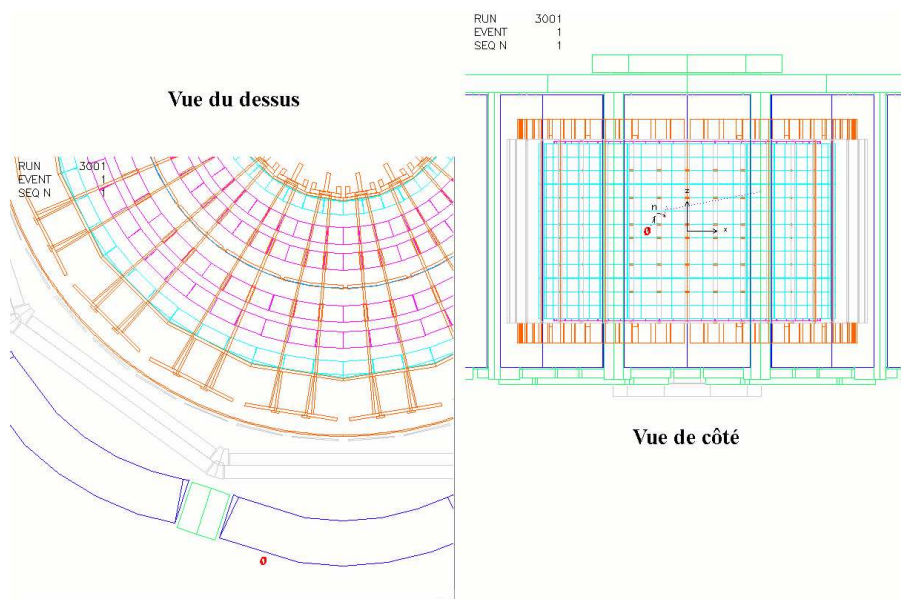 Vue du dessus
RUN 3001
EVENT 1
SEQ N 1
RUN 3001
EVENT 1
SEQ N 1
z
n
x
Vue de côté